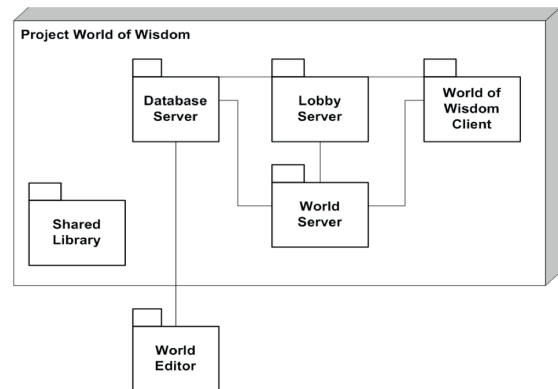 Project World of Wisdom
Database
Server
Lobby
Server
World of
Wisdom
Client
World
Server
Shared
Library
World
Editor